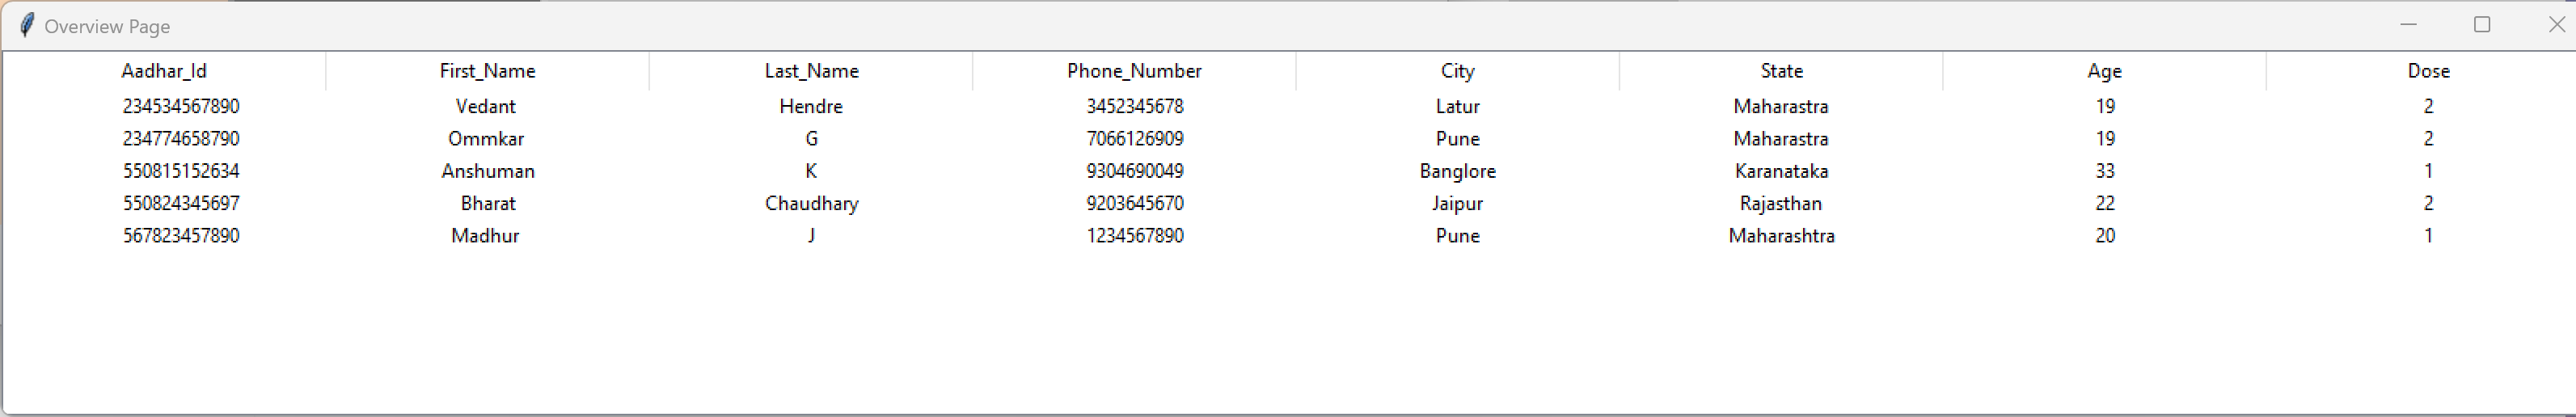 Overview Page
Aadhar_Id First_Name Last_Name Phone_Number City State Age Dose
234534567890 Vedant Hendre 3452345678 Latur Maharastra 19 2
234774658790 Ommkar G 7066126909 Pune Maharastra 19 2
550815152634 Anshuman K 9304690049 Banglore Karanataka 33 1
550824345697 Bharat Chaudhary 9203645670 Jaipur Rajasthan 22 2
567823457890 Madhur J 1234567890 Pune Maharashtra 20 1